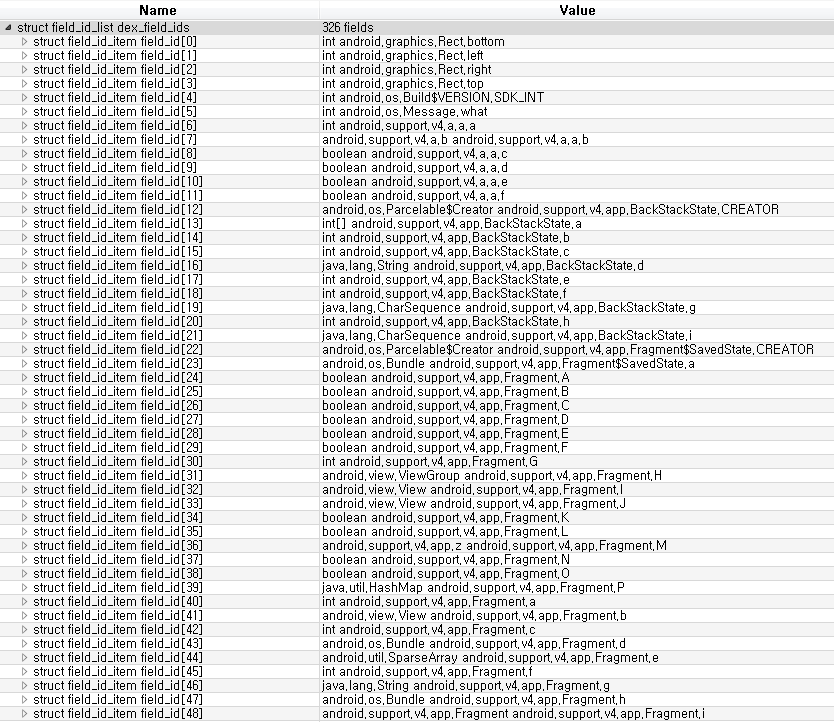 Name Value
struct field_id_list dex_field_ids 326 fields
struct field_id_item field_id[0] int android.graphics.Rect.bottom
struct field_id_item field_id[1] int android.graphics.Rect.left
struct field_id_item field_id[2] int android.graphics.Rect.right
struct field_id_item field_id[3] int android.graphics.Rect.top
struct field_id_item field_id[4] int android.os.Build$VERSION.SDK_INT
struct field_id_item field_id[5] int android.os.Message.what
struct field_id_item field_id[6] int android.support.v4.a.a.a
struct field_id_item field_id[7] android.support.v4.a.b android.support.v4.a.a.b
struct field_id_item field_id[8] boolean android.support.v4.a.a.c
struct field_id_item field_id[9] boolean android.support.v4.a.a.d
struct field_id_item field_id[10] boolean android.support.v4.a.a.e
struct field_id_item field_id[11] boolean android.support.v4.a.a.f
struct field_id_item field_id[12] android.os.Parcelable$Creator android.support.v4.app.BackStackState.CREATOR
struct field_id_item field_id[13] int[] android.support.v4.app.BackStackState.a
struct field_id_item field_id[14] int android.support.v4.app.BackStackState.b
struct field_id_item field_id[15] int android.support.v4.app.BackStackState.c
struct field_id_item field_id[16] java.lang.String android.support.v4.app.BackStackState.d
struct field_id_item field_id[17] int android.support.v4.app.BackStackState.e
struct field_id_item field_id[18] int android.support.v4.app.BackStackState.f
struct field_id_item field_id[19] java.lang.CharSequence android.support.v4.app.BackStackState.g
struct field_id_item field_id[20] int android.support.v4.app.BackStackState.h
struct field_id_item field_id[21] java.lang.CharSequence android.support.v4.app.BackStackState.i
struct field_id_item field_id[22] android.os.Parcelable$Creator android.support.v4.app.Fragment$SavedState.CREATOR
struct field_id_item field_id[23] android.os.Bundle android.support.v4.app.Fragment$SavedState.a
struct field_id_item field_id[24] boolean android.support.v4.app.Fragment.A
struct field_id_item field_id[25] boolean android.support.v4.app.Fragment.B
struct field_id_item field_id[26] boolean android.support.v4.app.Fragment.C
struct field_id_item field_id[27] boolean android.support.v4.app.Fragment.D
struct field_id_item field_id[28] boolean android.support.v4.app.Fragment.E
struct field_id_item field_id[29] boolean android.support.v4.app.Fragment.F
struct field_id_item field_id[30] int android.support.v4.app.Fragment.G
struct field_id_item field_id[31] android.view.ViewGroup android.support.v4.app.Fragment.H
struct field_id_item field_id[32] android.view.View android.support.v4.app.Fragment.I
struct field_id_item field_id[33] android.view.View android.support.v4.app.Fragment.J
struct field_id_item field_id[34] boolean android.support.v4.app.Fragment.K
struct field_id_item field_id[35] boolean android.support.v4.app.Fragment.L
struct field_id_item field_id[36] android.support.v4.app.z android.support.v4.app.Fragment.M
struct field_id_item field_id[37] boolean android.support.v4.app.Fragment.N
struct field_id_item field_id[38] boolean android.support.v4.app.Fragment.O
struct field_id_item field_id[39] java.util.HashMap android.support.v4.app.Fragment.P
struct field_id_item field_id[40] int android.support.v4.app.Fragment.a
struct field_id_item field_id[41] android.view.View android.support.v4.app.Fragment.b
struct field_id_item field_id[42] int android.support.v4.app.Fragment.c
struct field_id_item field_id[43] android.os.Bundle android.support.v4.app.Fragment.d
struct field_id_item field_id[44] android.util.SparseArray android.support.v4.app.Fragment.e
struct field_id_item field_id[45] int android.support.v4.app.Fragment.f
struct field_id_item field_id[46] java.lang.String android.support.v4.app.Fragment.g
struct field_id_item field_id[47] android.os.Bundle android.support.v4.app.Fragment.h
struct field_id_item field_id[48] android.support.v4.app.Fragment android.support.v4.app.Fragment.i